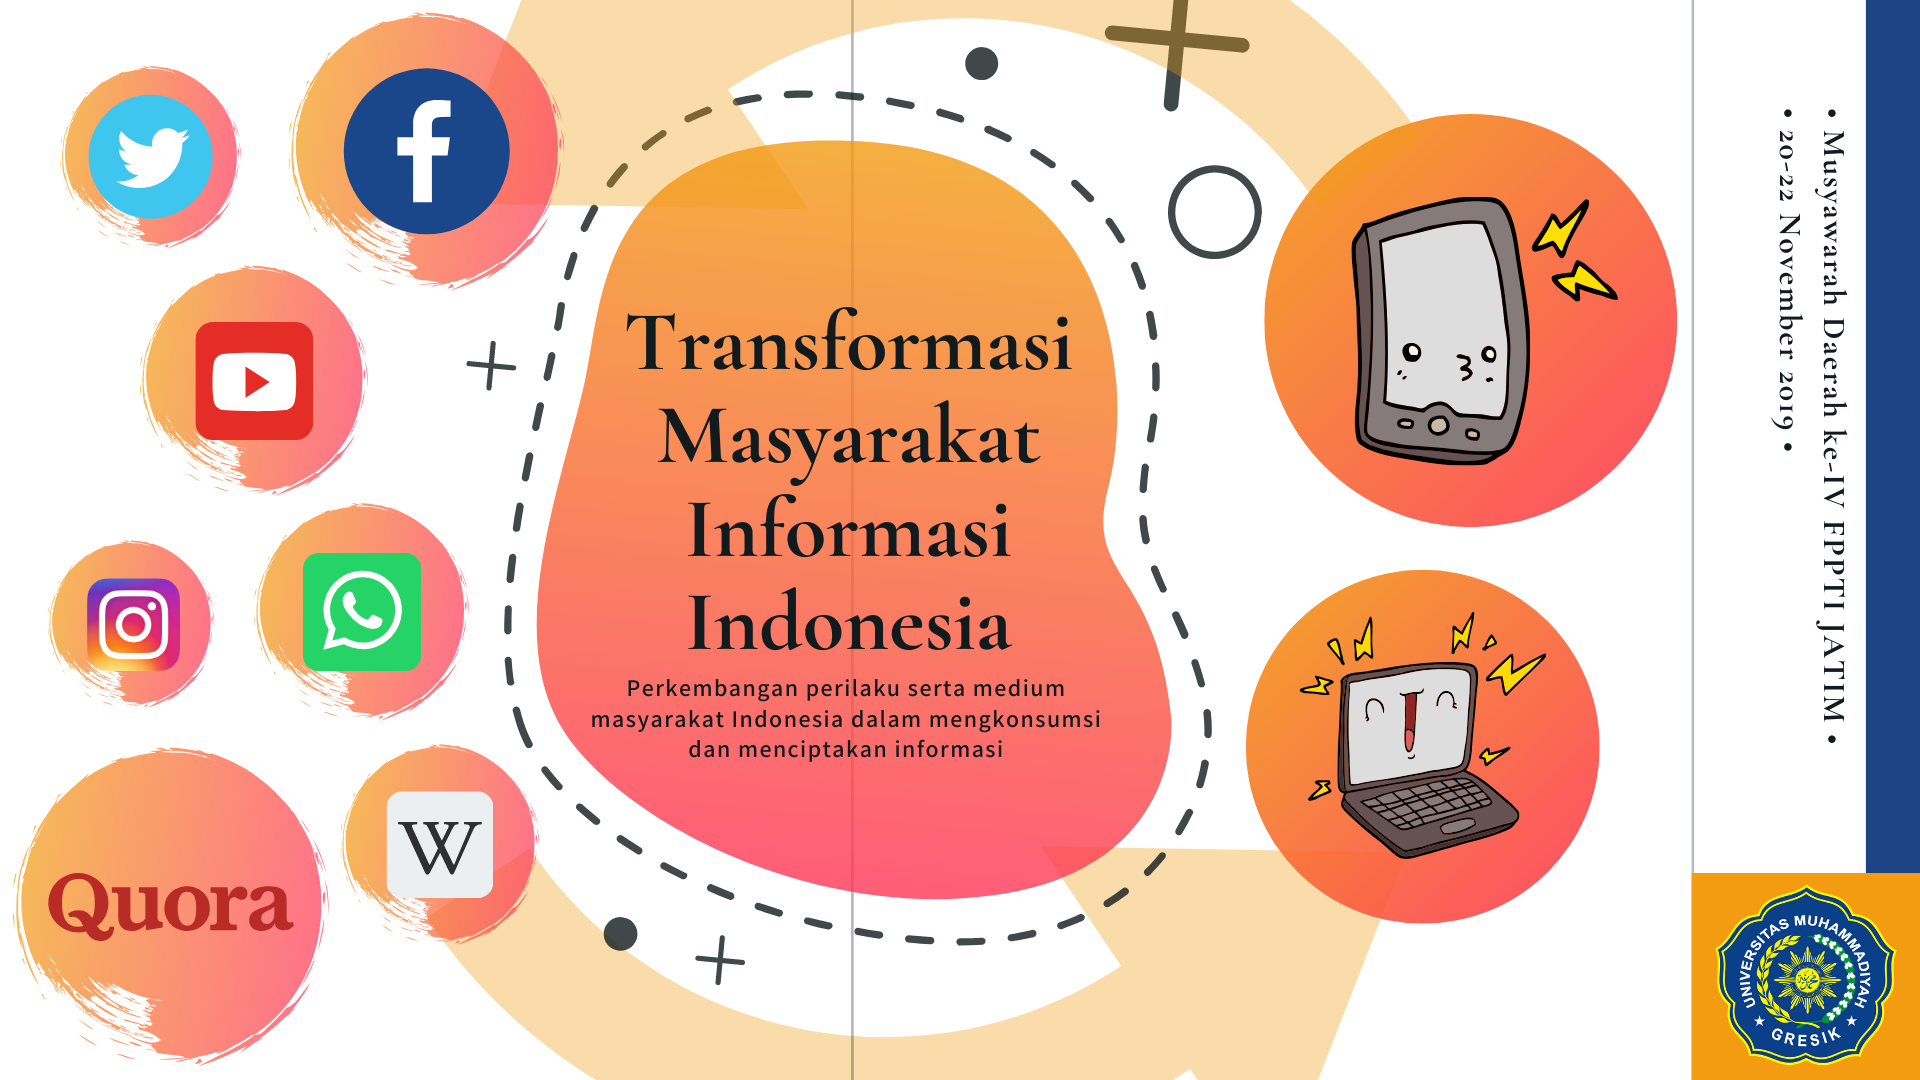 Transformasi
Masyarakat
Informasi
Indonesia
Perkembangan perilaku serta medium
masyarakat Indonesia dalam mengkonsumsi
dan menciptakan informasi
Quora
W
• Musyawarah Daerah ke-IV FPPTI JATIM •
• 20-22 November 2019 •
UNIVERSITAS MUHAMMADIYAH
GRESIK